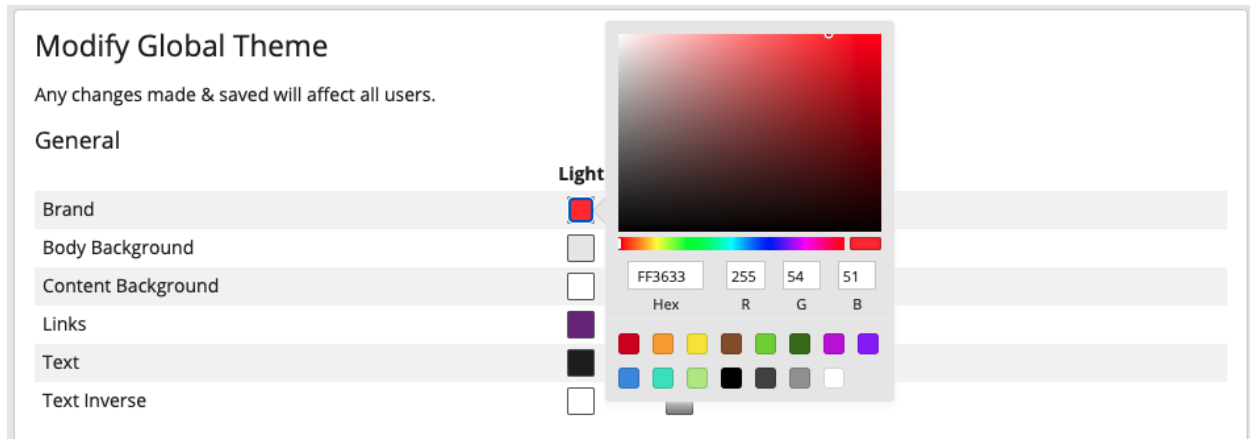 Modify Global Theme
Any changes made & saved will affect all users.
General
Light
Brand
Body Background
Content Background
Links
Text
Text Inverse
FF3633 255 54 51
Hex R G B